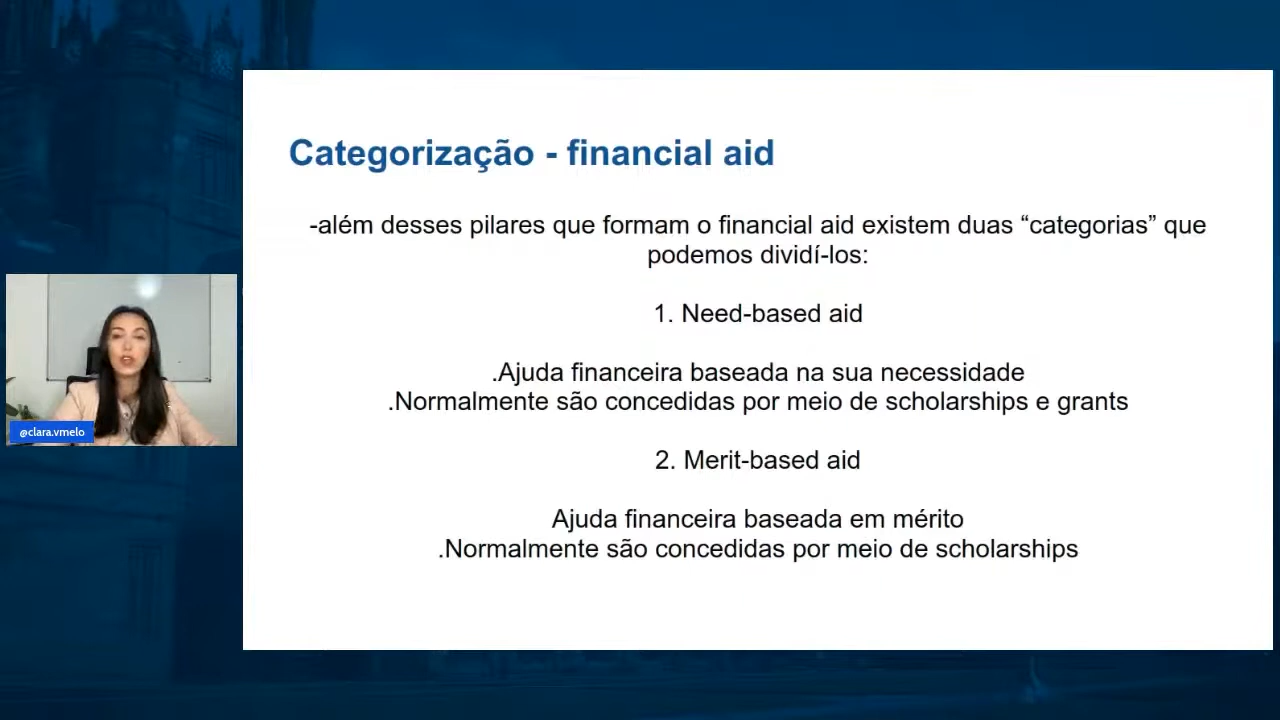 Categorização - financial aid
-além desses pilares que formam o financial aid existem duas “categorias” que
podemos dividí-los:
1. Need-based aid
.Ajuda financeira baseada na sua necessidade
.Normalmente são concedidas por meio de scholarships e grants
2. Merit-based aid
Ajuda financeira baseada em mérito
.Normalmente são concedidas por meio de scholarships
@clara.vmelo